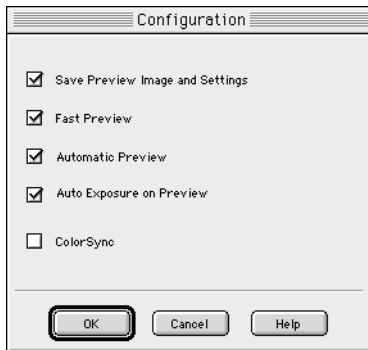 Configuration
Save Preview Image and Settings
Fast Preview
Automatic Preview
Auto Exposure on Preview
ColorSync
OK Cancel Help